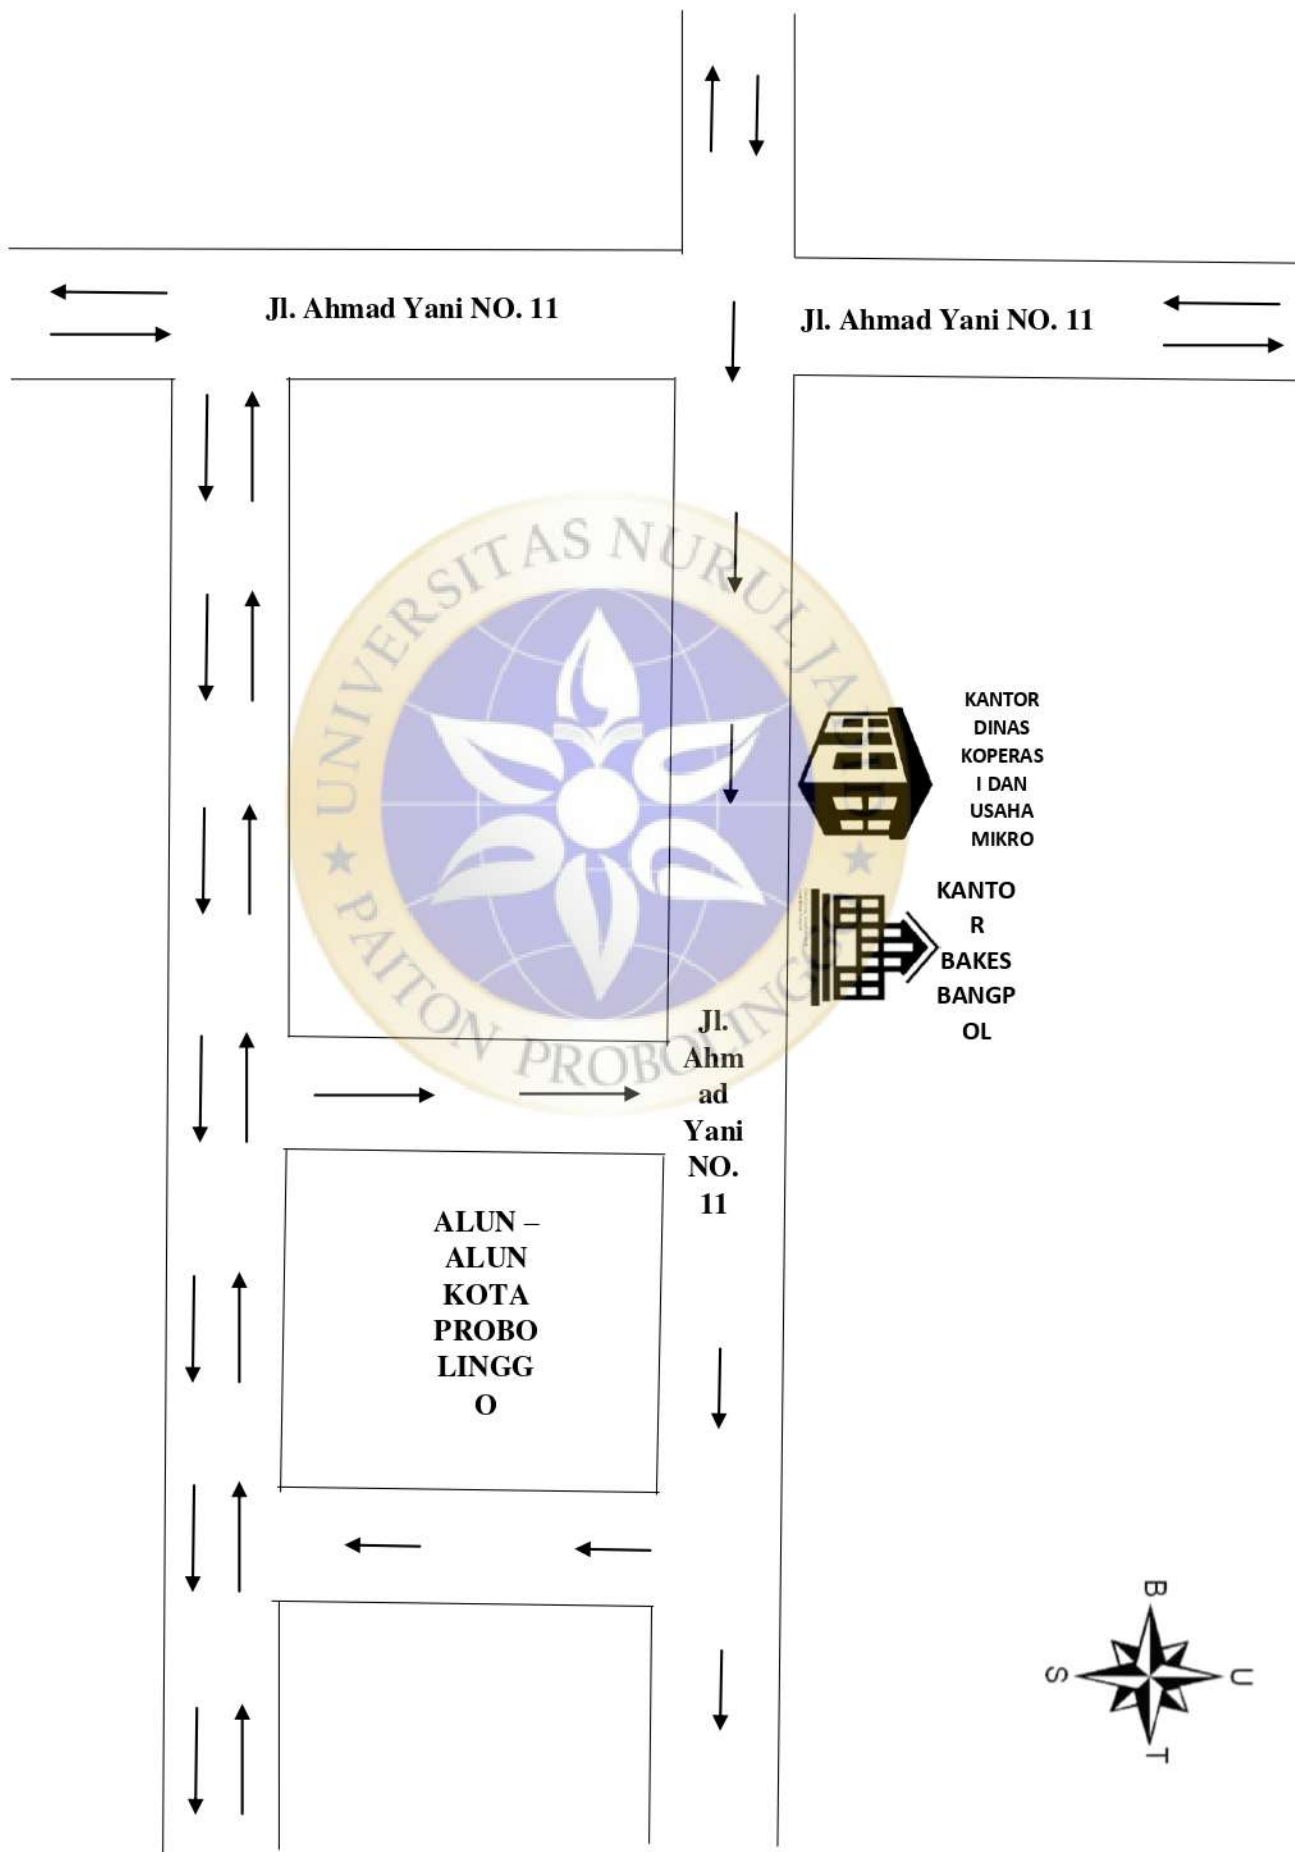 Jl. Ahmad Yani NO. 11
Jl. Ahmad Yani NO. 11
UNIVERSITAS NURUL JADID
PAITON PROBOLINGGO
KANTOR
DINAS
KOPERAS
I DAN
USAHA
MIKRO
KANTO
R
BAKES
BANGP
OL
Jl.
Ahm
ad
Yani
NO.
11
ALUN –
ALUN
KOTA
PROBO
LINGG
O
B
S
U
T